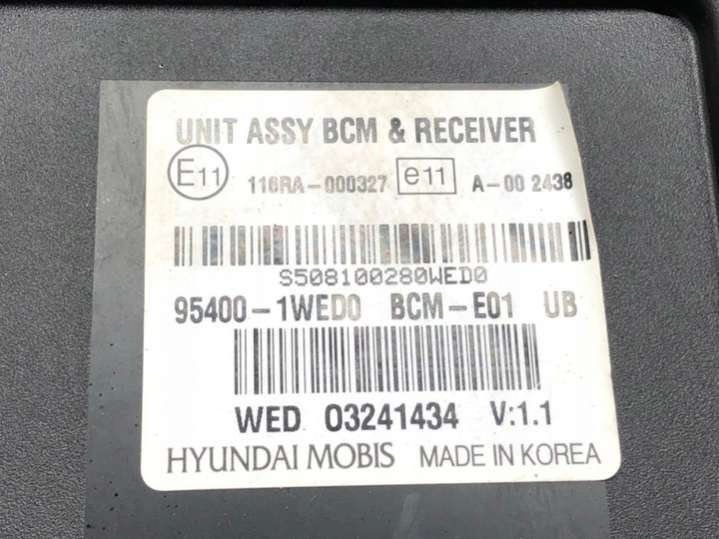 UNIT ASSY BCM & RECEIVER
E11 116RA-000327 e11 A-00 2438
S508100280WED0
95400-1WED0 BCM-E01 UB
WED 03241434 V:1.1
HYUNDAI MOBIS MADE IN KOREA